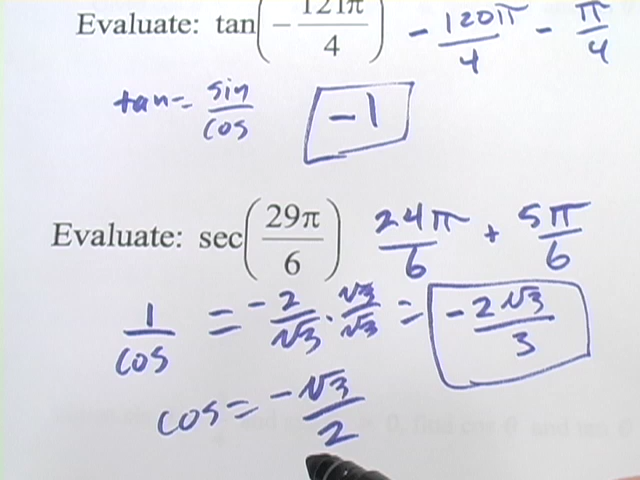 Evaluate: tan(-121π/4) -120π/4 - π/4
tan = sin/cos -1
Evaluate: sec(29π/6) 24π/6 + 5π/6
1/cos = -2/√3 · √3/√3 = -2√3/3
cos = -√3/2